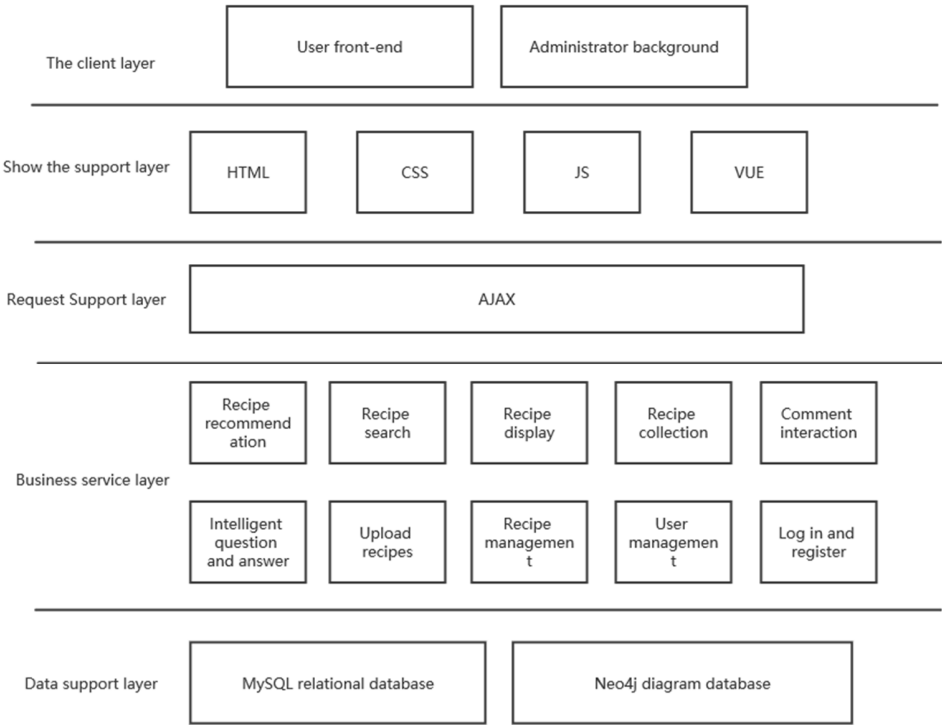 User front-end
Administrator background
The client layer
Show the support layer
HTML
CSS
JS
VUE
Request Support layer
AJAX
Recipe
recommend
ation
Recipe
search
Recipe
display
Recipe
collection
Comment
interaction
Business service layer
Intelligent
question
and answer
Upload
recipes
Recipe
managemen
t
User
managemen
t
Log in and
register
Data support layer
MySQL relational database
Neo4j diagram database